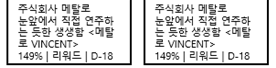 주식회사 메탈로
눈앞에서 직접 연주하
는 듯한 생생함 <메탈
로 VINCENT>
149% | 리워드 | D-18
주식회사 메탈로
눈앞에서 직접 연주하
는 듯한 생생함 <메탈
로 VINCENT>
149% | 리워드 | D-18